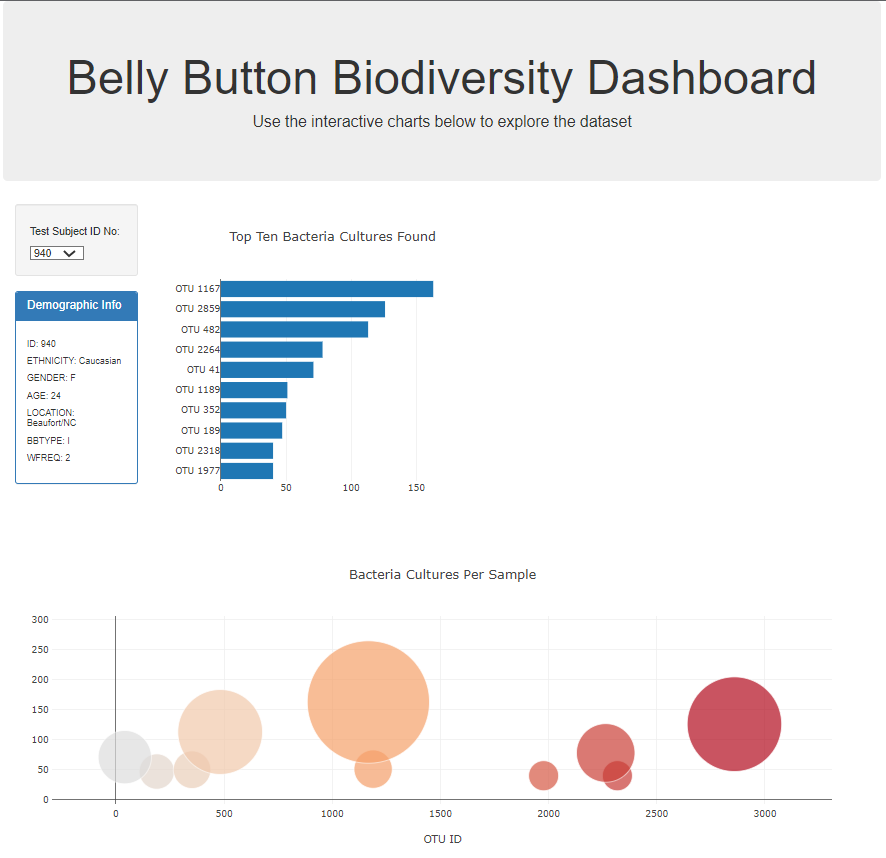 Belly Button Biodiversity Dashboard
Use the interactive charts below to explore the dataset
Test Subject ID No:
940
Demographic Info
ID: 940
ETHNICITY: Caucasian
GENDER: F
AGE: 24
LOCATION:
Beaufort/NC
BBTYPE: I
WFREQ: 2
Top Ten Bacteria Cultures Found
OTU 1167
OTU 2859
OTU 482
OTU 2264
OTU 41
OTU 1189
OTU 352
OTU 189
OTU 2318
OTU 1977
0 50 100 150
Bacteria Cultures Per Sample
300
250
200
150
100
50
0
0 500 1000 1500 2000 2500 3000
OTU ID